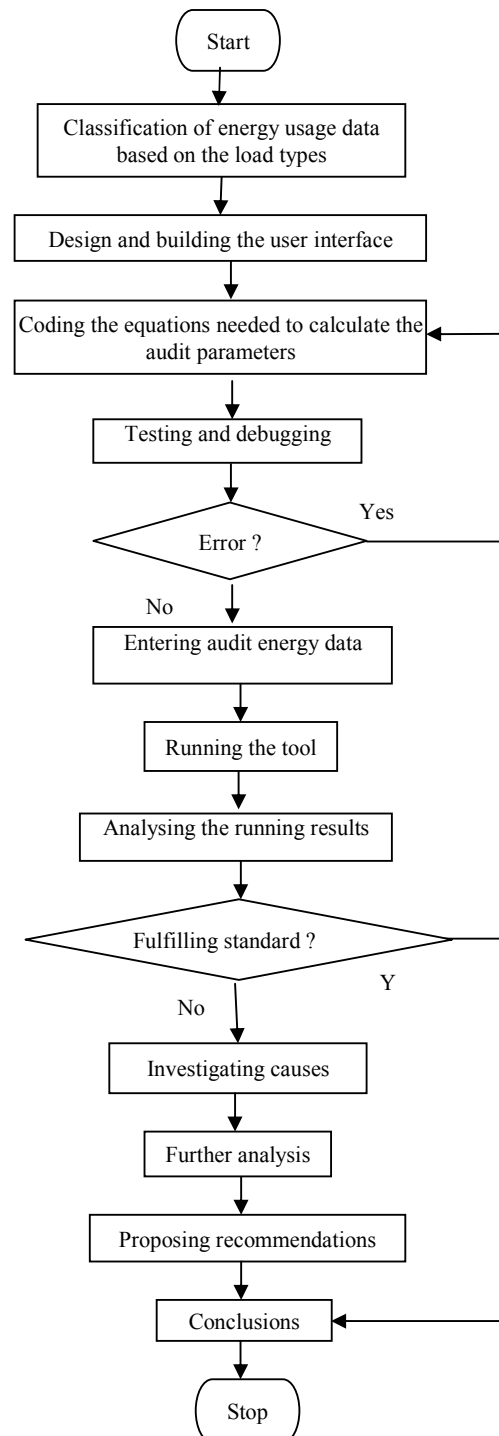 Start
Classification of energy usage data
based on the load types
Design and building the user interface
Coding the equations needed to calculate the
audit parameters
Testing and debugging
Yes
Error ?
No
Entering audit energy data
Running the tool
Analysing the running results
Fulfilling standard ?
Y
No
Investigating causes
Further analysis
Proposing recommendations
Conclusions
Stop